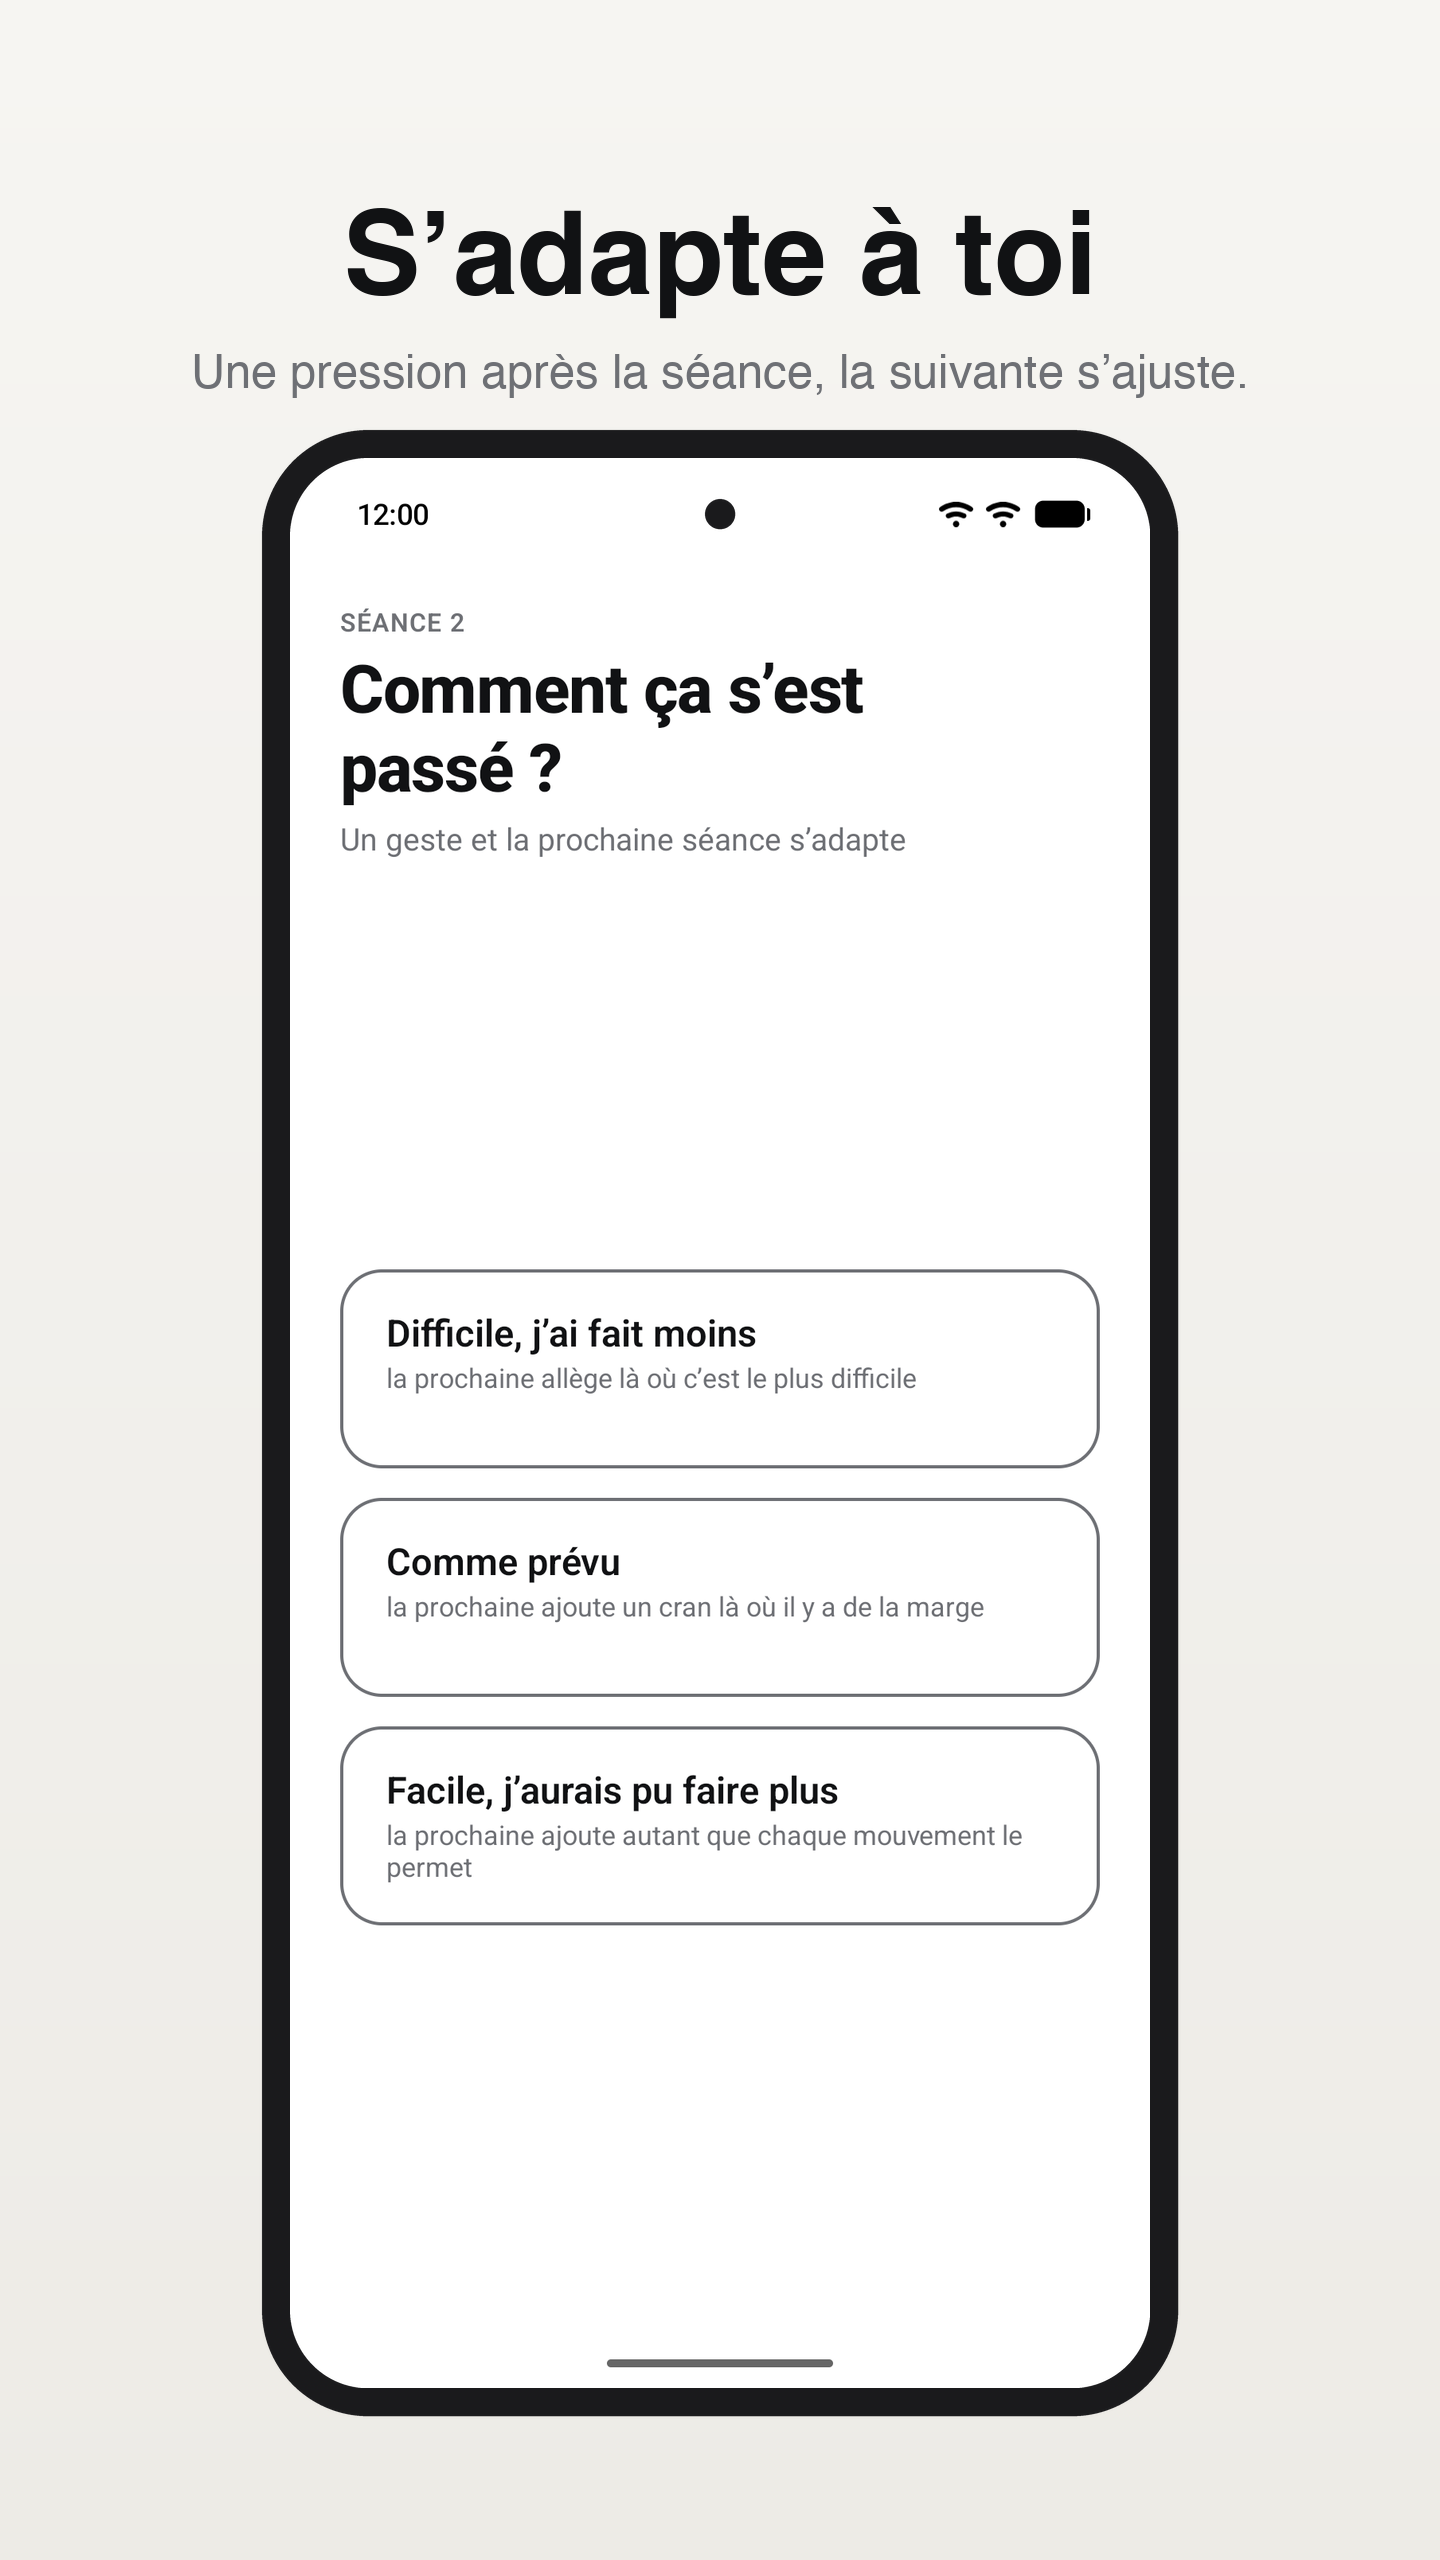 S’adapte à toi
Une pression après la séance, la suivante s’ajuste.
12:00
SÉANCE 2
Comment ça s’est
passé ?
Un geste et la prochaine séance s’adapte
Difficile, j’ai fait moins
la prochaine allège là où c’est le plus difficile
Comme prévu
la prochaine ajoute un cran là où il y a de la marge
Facile, j’aurais pu faire plus
la prochaine ajoute autant que chaque mouvement le
permet